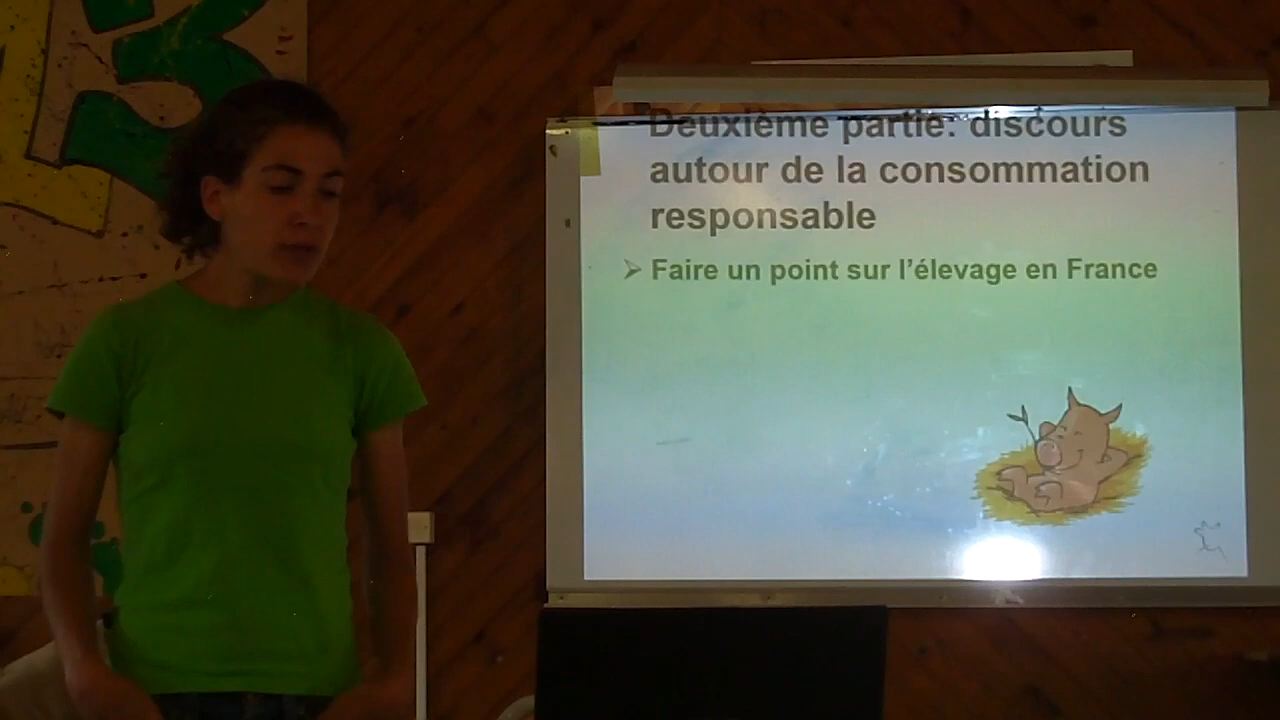 Deuxième partie: discours
autour de la consommation
responsable
➢ Faire un point sur l’élevage en France